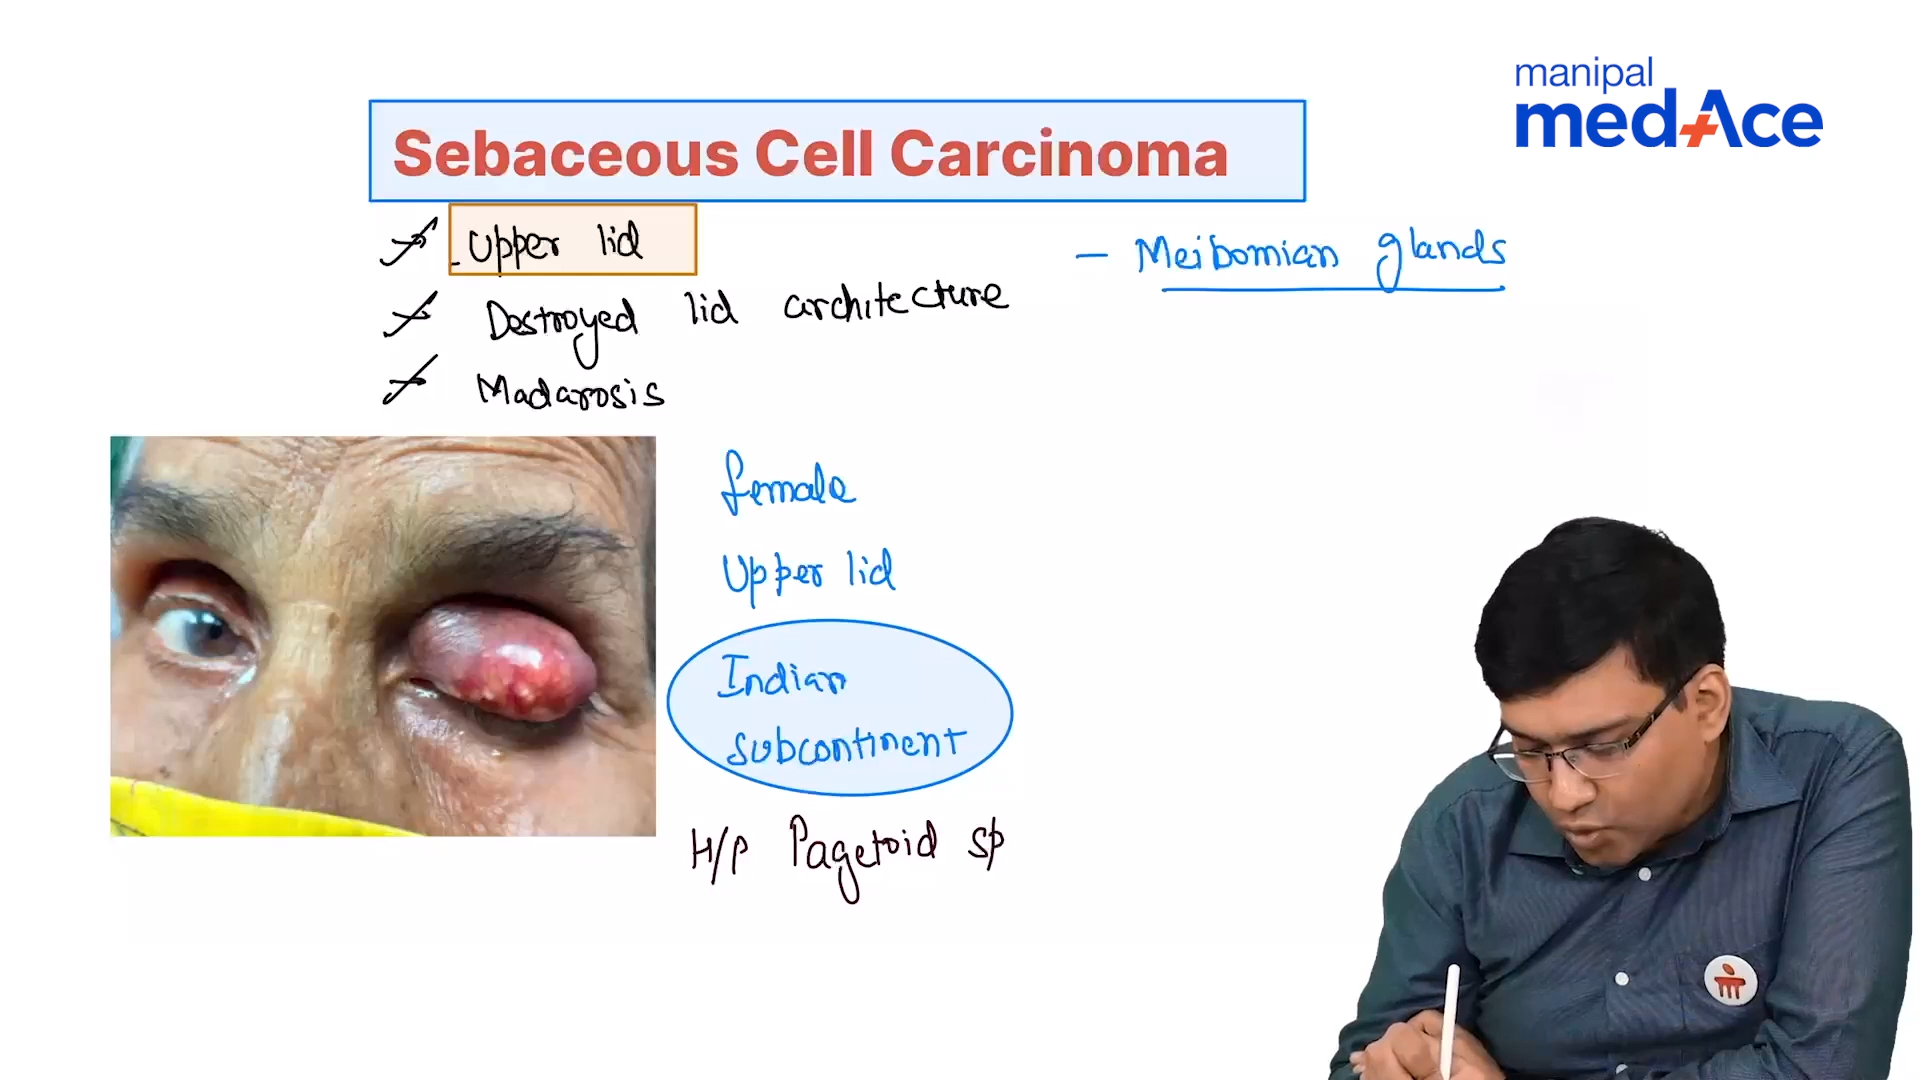 manipal
medAce
Sebaceous Cell Carcinoma
Upper lid
- Meibomian glands
Destroyed lid architecture
Madarosis
female
Upper lid
Indian
subcontinent
H/P Pagetoid sp